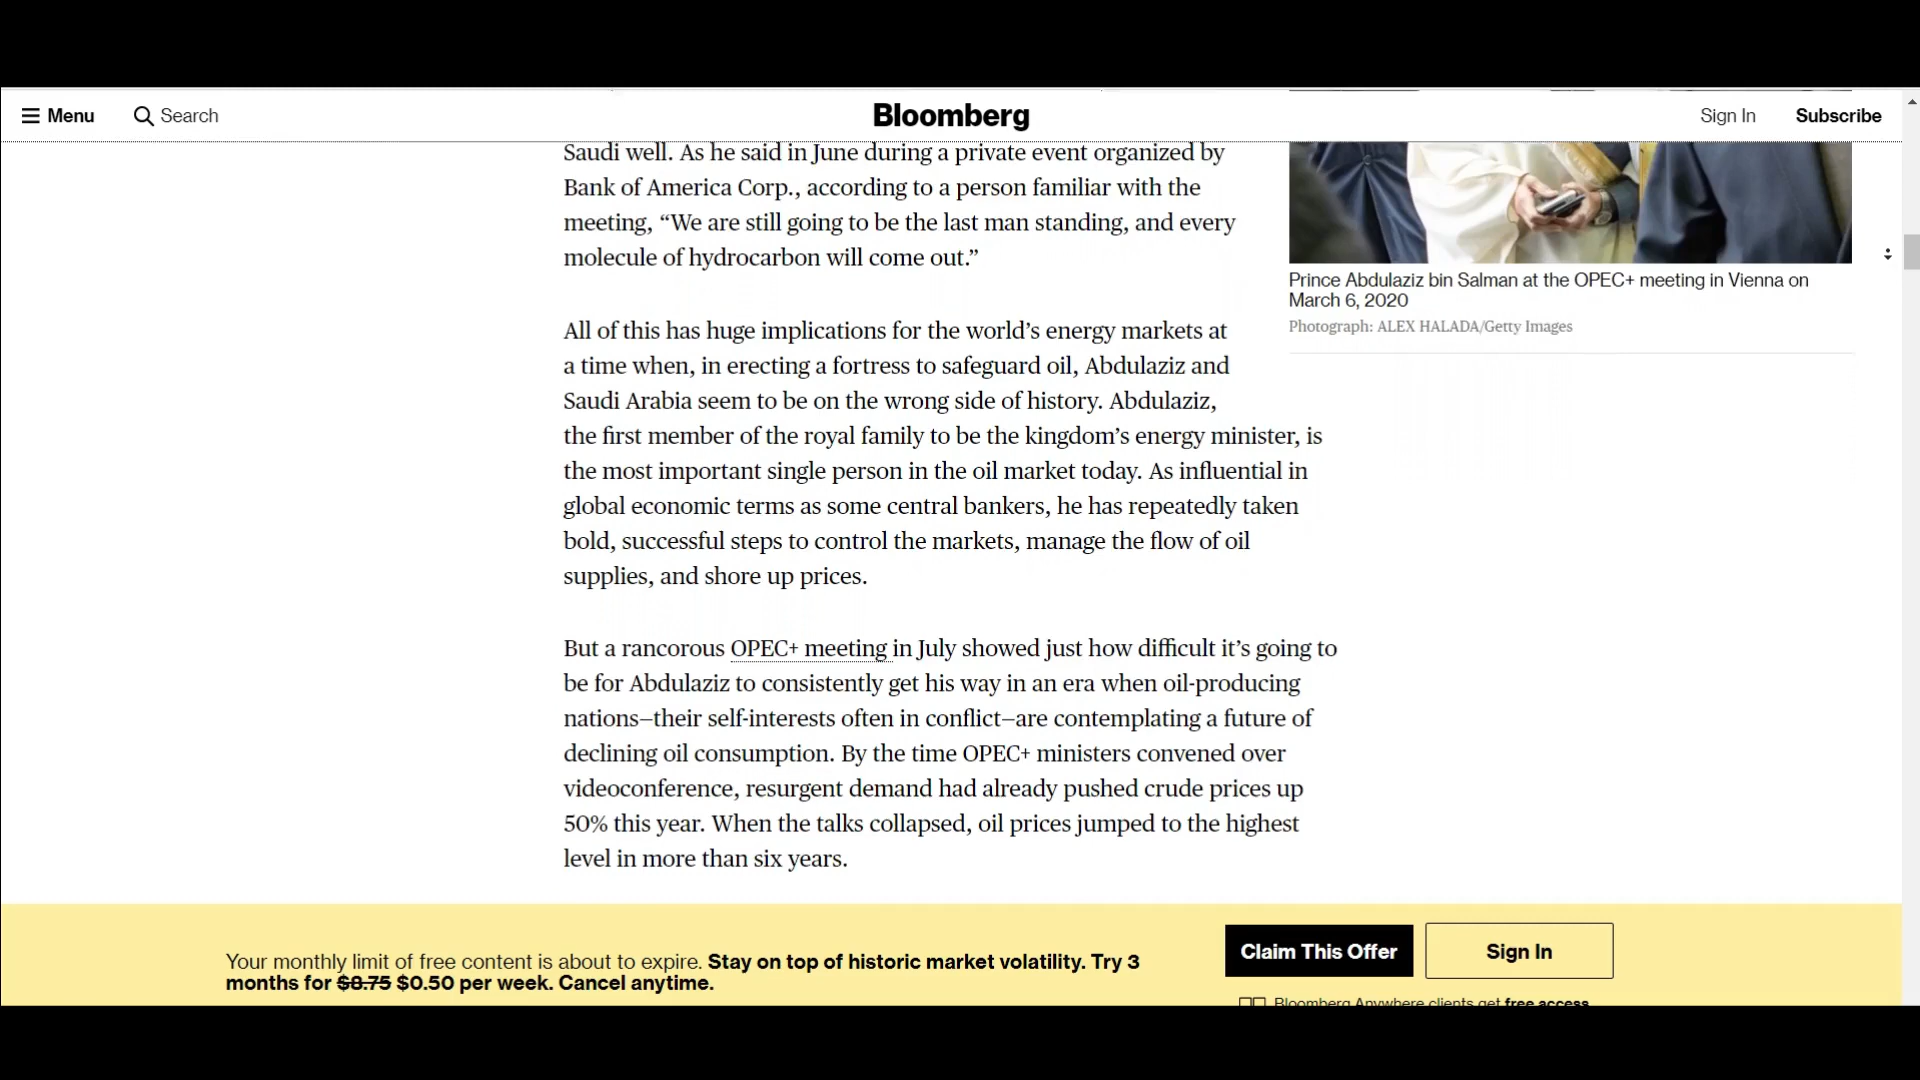 Menu
Search
Bloomberg
Sign In
Subscribe
Saudi well. As he said in June during a private event organized by
Bank of America Corp., according to a person familiar with the
meeting, “We are still going to be the last man standing, and every
molecule of hydrocarbon will come out.”
Prince Abdulaziz bin Salman at the OPEC+ meeting in Vienna on
March 6, 2020
Photograph: ALEX HALADA/Getty Images
All of this has huge implications for the world’s energy markets at
a time when, in erecting a fortress to safeguard oil, Abdulaziz and
Saudi Arabia seem to be on the wrong side of history. Abdulaziz,
the first member of the royal family to be the kingdom’s energy minister, is
the most important single person in the oil market today. As influential in
global economic terms as some central bankers, he has repeatedly taken
bold, successful steps to control the markets, manage the flow of oil
supplies, and shore up prices.
But a rancorous OPEC+ meeting in July showed just how difficult it’s going to
be for Abdulaziz to consistently get his way in an era when oil-producing
nations—their self-interests often in conflict—are contemplating a future of
declining oil consumption. By the time OPEC+ ministers convened over
videoconference, resurgent demand had already pushed crude prices up
50% this year. When the talks collapsed, oil prices jumped to the highest
level in more than six years.
Your monthly limit of free content is about to expire. Stay on top of historic market volatility. Try 3
months for $8.75 $0.50 per week. Cancel anytime.
Claim This Offer
Sign In
Bloomberg Anywhere clients get free access